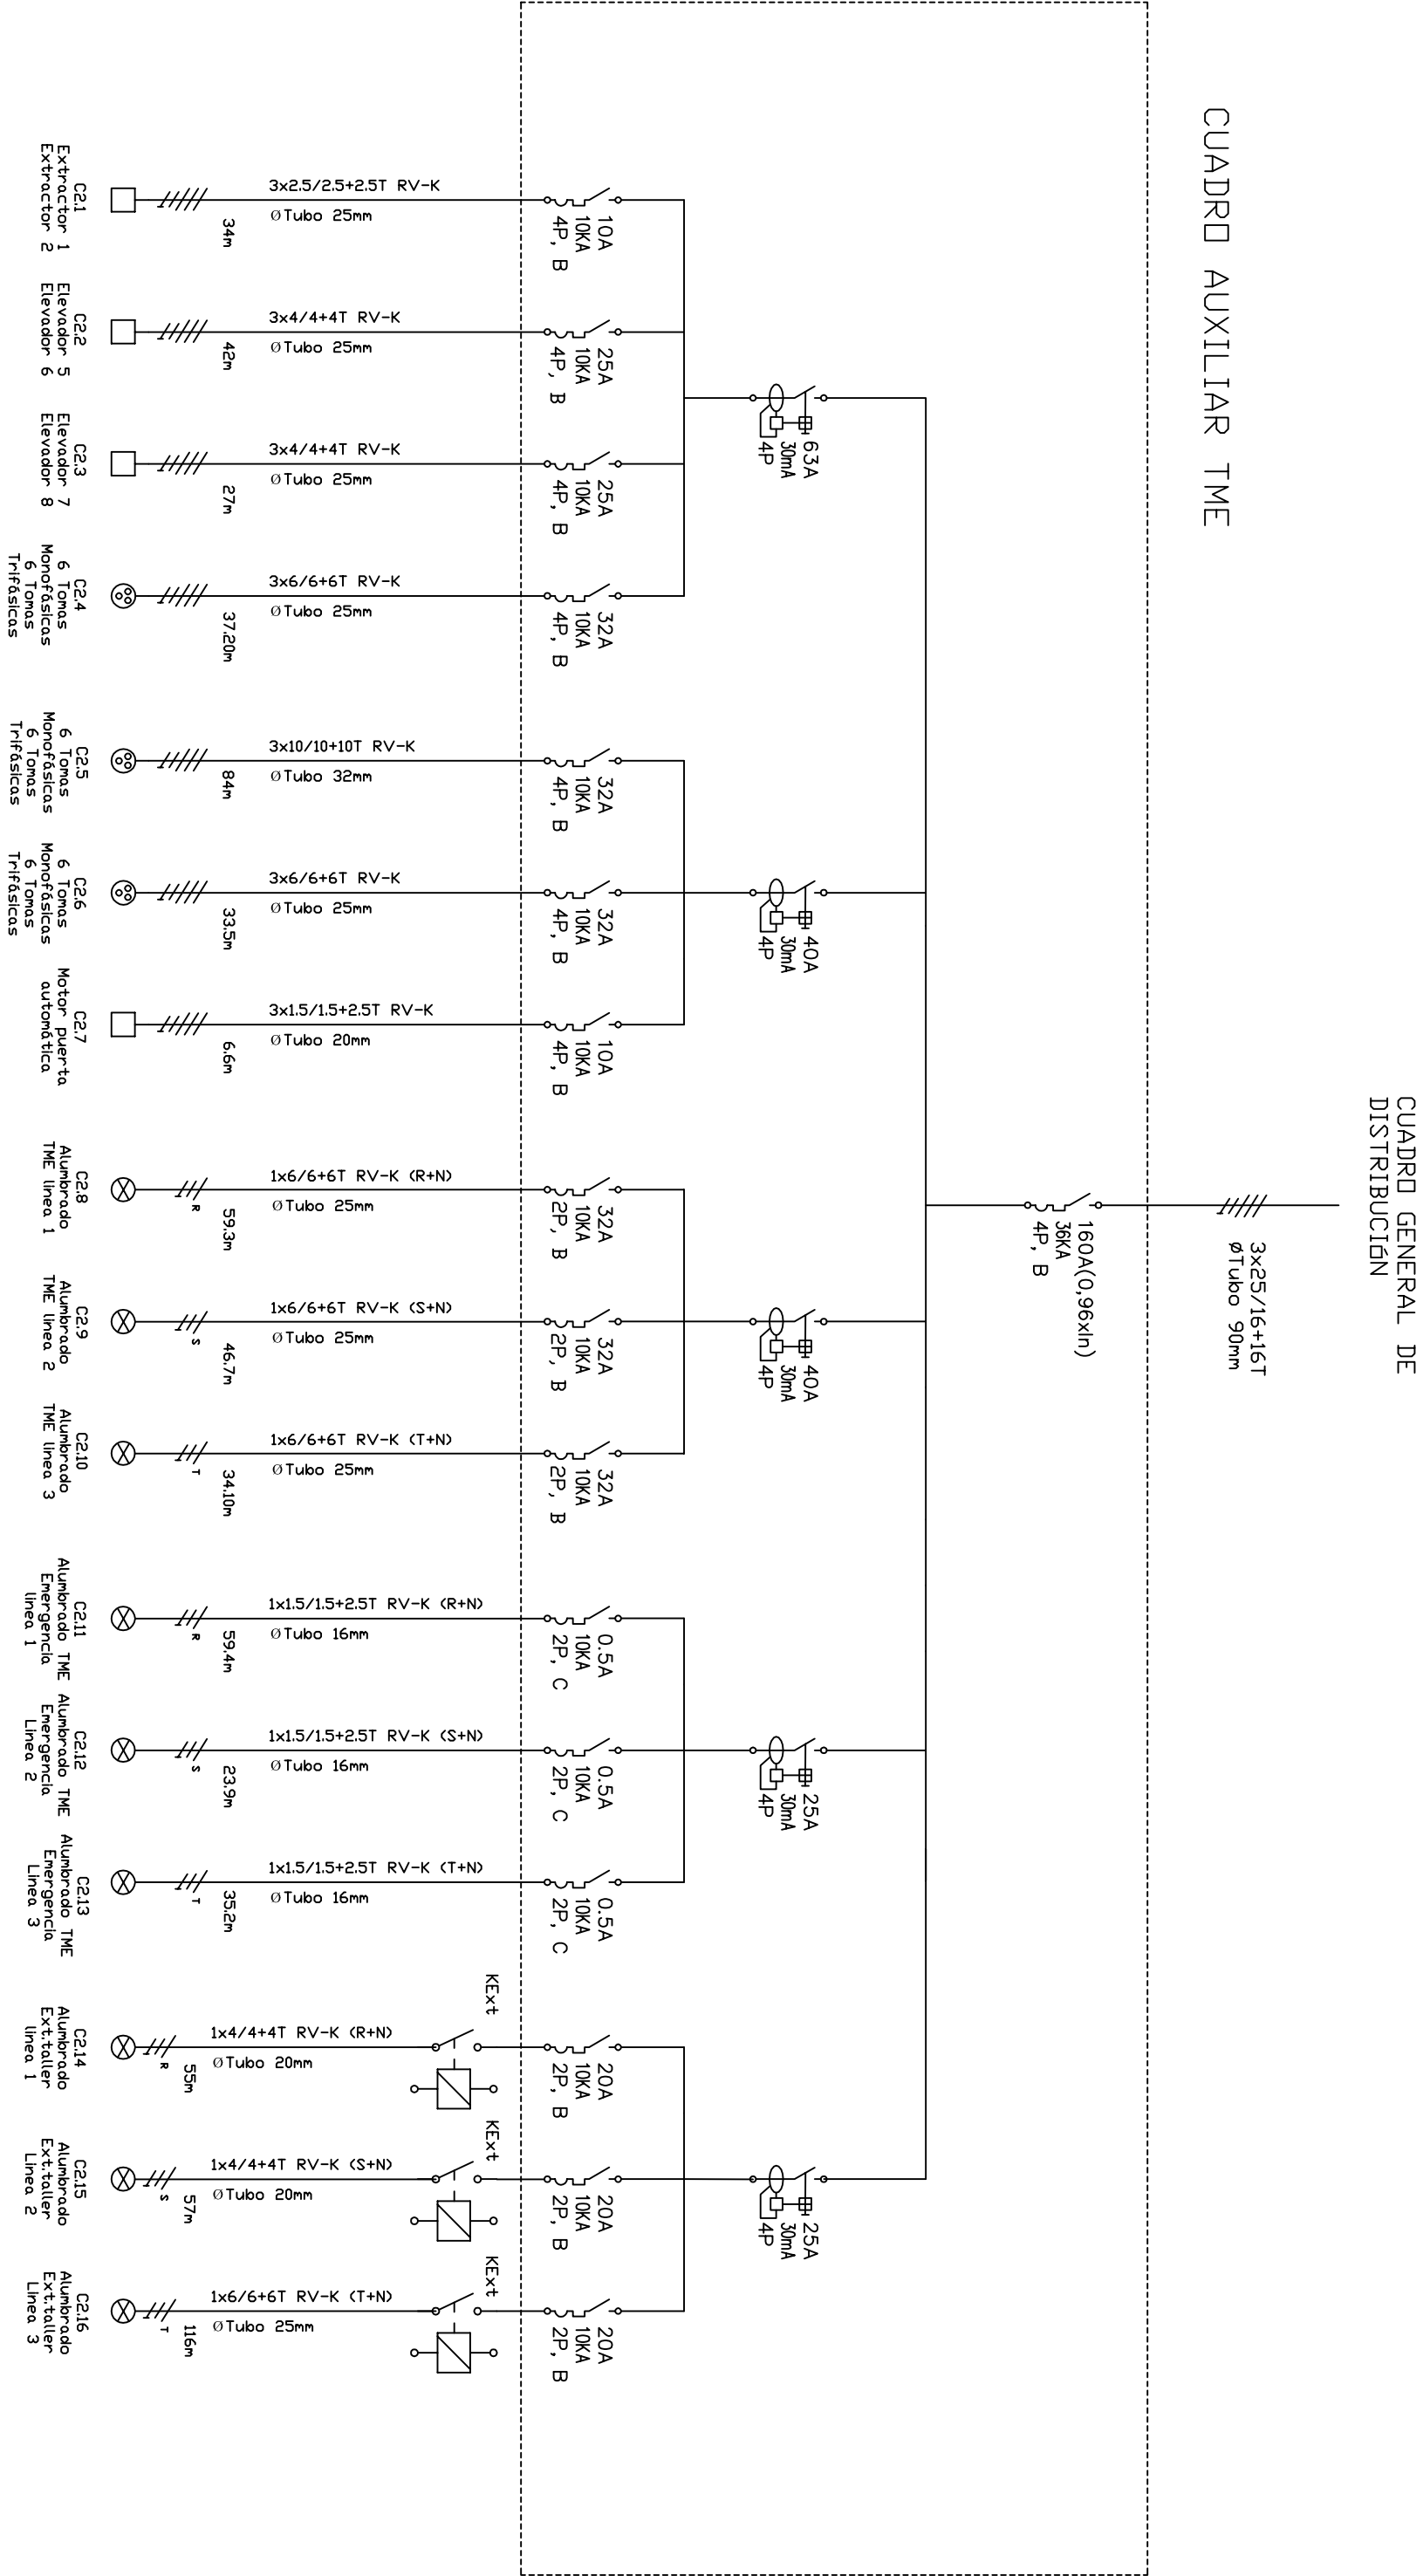 CUADRO GENERAL DE
DISTRIBUCIóN
CUADRO AUXILIAR TME
3x25/16+16T
ØTubo 90mm
160A(0,96xIn)
36KA
4P, B
63A
30mA
4P
40A
30mA
4P
40A
30mA
4P
25A
30mA
4P
25A
30mA
4P
10A
10KA
4P, B
3x2.5/2.5+2.5T RV-K
ØTubo 25mm
34m
C2.1
Extractor 1
Extractor 2
25A
10KA
4P, B
3x4/4+4T RV-K
ØTubo 25mm
42m
C2.2
Elevador 5
Elevador 6
25A
10KA
4P, B
3x4/4+4T RV-K
ØTubo 25mm
27m
C2.3
Elevador 7
Elevador 8
32A
10KA
4P, B
3x6/6+6T RV-K
ØTubo 25mm
37.20m
C2.4
6 Tomas
Monofásicas
6 Tomas
Trifásicas
32A
10KA
4P, B
3x10/10+10T RV-K
ØTubo 32mm
84m
C2.5
6 Tomas
Monofásicas
6 Tomas
Trifásicas
32A
10KA
4P, B
3x6/6+6T RV-K
ØTubo 25mm
33.5m
C2.6
6 Tomas
Monofásicas
6 Tomas
Trifásicas
10A
10KA
4P, B
3x1.5/1.5+2.5T RV-K
ØTubo 20mm
6.6m
C2.7
Motor puerta
automática
32A
10KA
2P, B
1x6/6+6T RV-K (R+N)
ØTubo 25mm
R
59.3m
C2.8
Alumbrado
TME linea 1
32A
10KA
2P, B
1x6/6+6T RV-K (S+N)
ØTubo 25mm
S
46.7m
C2.9
Alumbrado
TME linea 2
32A
10KA
2P, B
1x6/6+6T RV-K (T+N)
ØTubo 25mm
T
34.10m
C2.10
Alumbrado
TME linea 3
0.5A
10KA
2P, C
1x1.5/1.5+2.5T RV-K (R+N)
ØTubo 16mm
R
59.4m
C2.11
Alumbrado TME
Emergencia
linea 1
0.5A
10KA
2P, C
1x1.5/1.5+2.5T RV-K (S+N)
ØTubo 16mm
S
23.9m
C2.12
Alumbrado TME
Emergencia
Linea 2
0.5A
10KA
2P, C
1x1.5/1.5+2.5T RV-K (T+N)
ØTubo 16mm
T
35.2m
C2.13
Alumbrado TME
Emergencia
Linea 3
20A
10KA
2P, B
KExt
1x4/4+4T RV-K (R+N)
ØTubo 20mm
R
55m
C2.14
Alumbrado
Ext.taller
linea 1
20A
10KA
2P, B
KExt
1x4/4+4T RV-K (S+N)
ØTubo 20mm
S
57m
C2.15
Alumbrado
Ext.taller
Linea 2
20A
10KA
2P, B
KExt
1x6/6+6T RV-K (T+N)
ØTubo 25mm
T
116m
C2.16
Alumbrado
Ext.taller
Linea 3